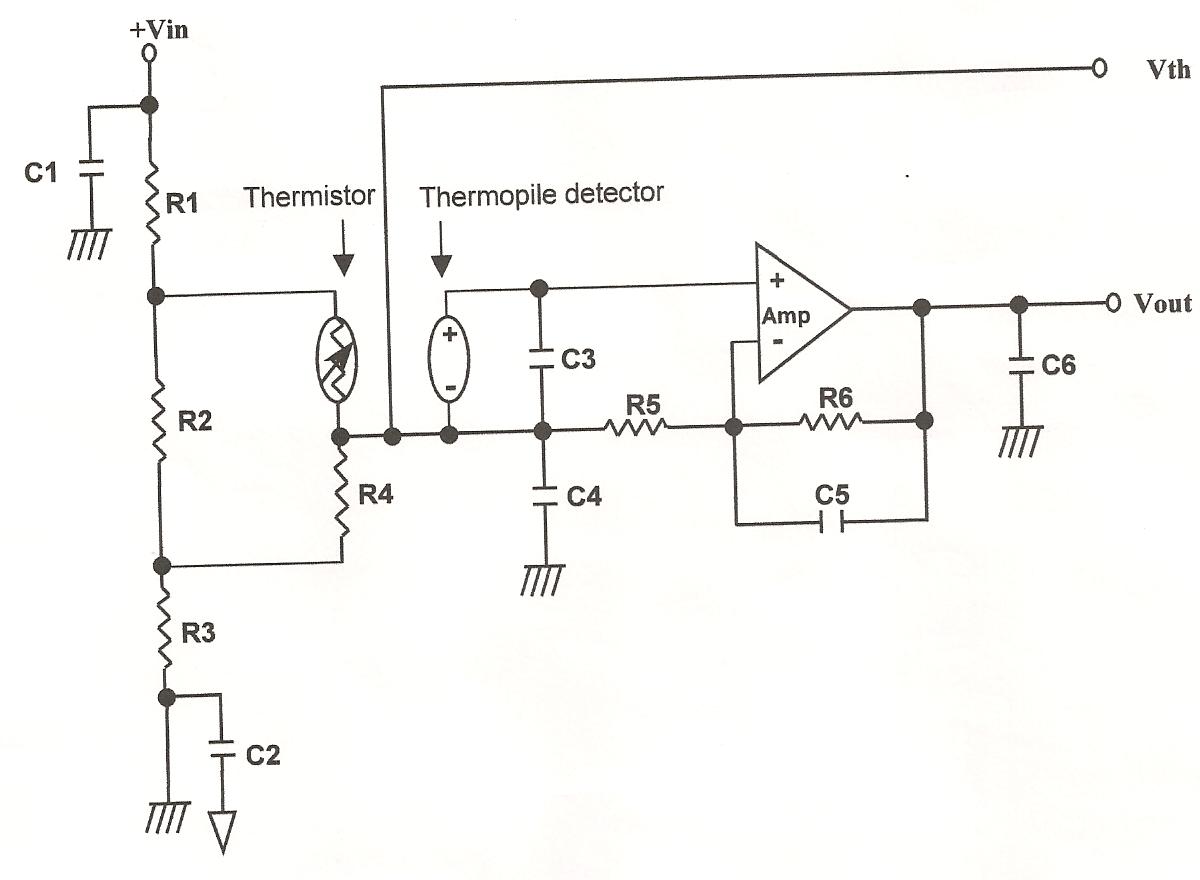 +Vin
Vth
C1
R1
Thermistor
Thermopile detector
+
Amp
-
Vout
+
-
C3
C6
R2
R5
R6
R4
C4
C5
R3
C2